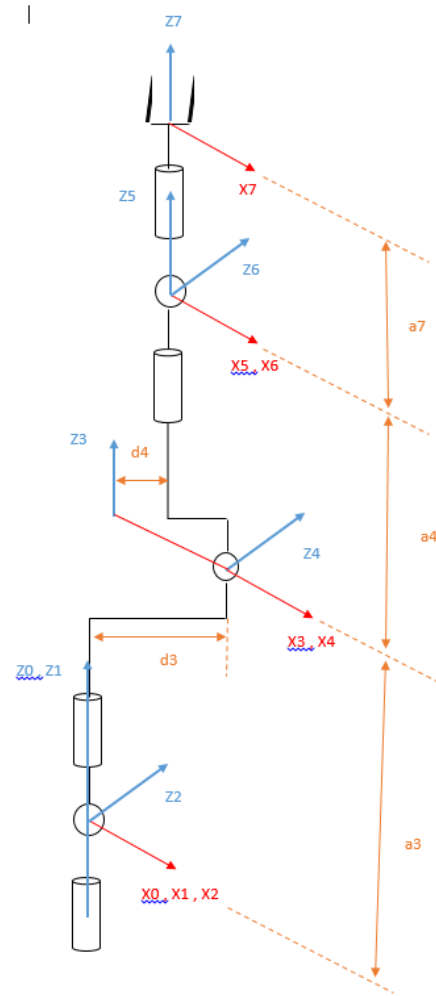 Z7
X7
Z5
Z6
a7
X5 , X6
Z3
d4
Z4
a4
X3 , X4
d3
Z0 , Z1
Z2
a3
X0 , X1 , X2